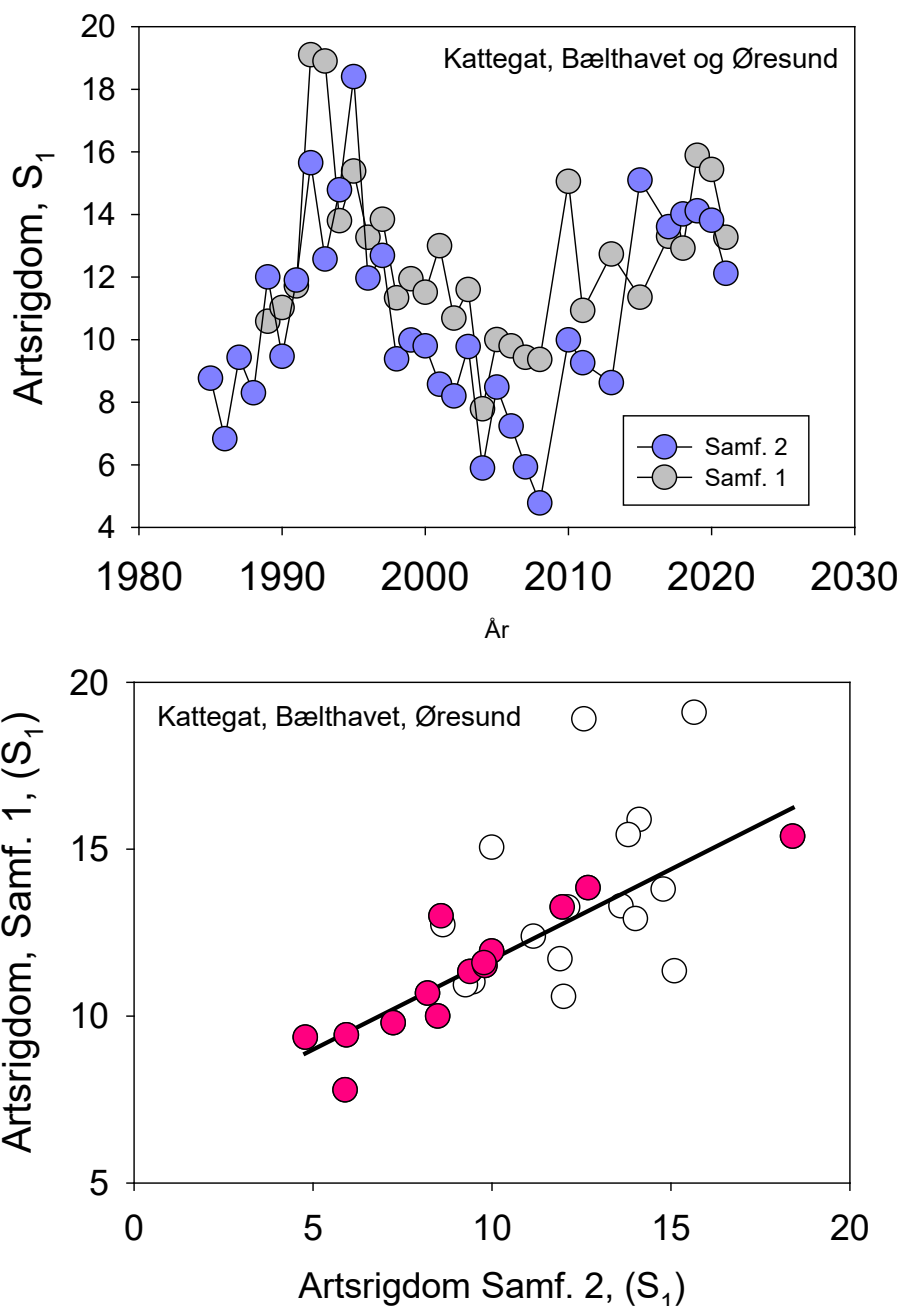 20
18
16
14
12
10
8
6
4
Artsrigdom, S1
Kattegat, Bælthavet og Øresund
Samf. 2
Samf. 1
1980 1990 2000 2010 2020 2030
År
20
15
10
5
Artsrigdom, Samf. 1, (S1)
Kattegat, Bælthavet, Øresund
0 5 10 15 20
Artsrigdom Samf. 2, (S1)